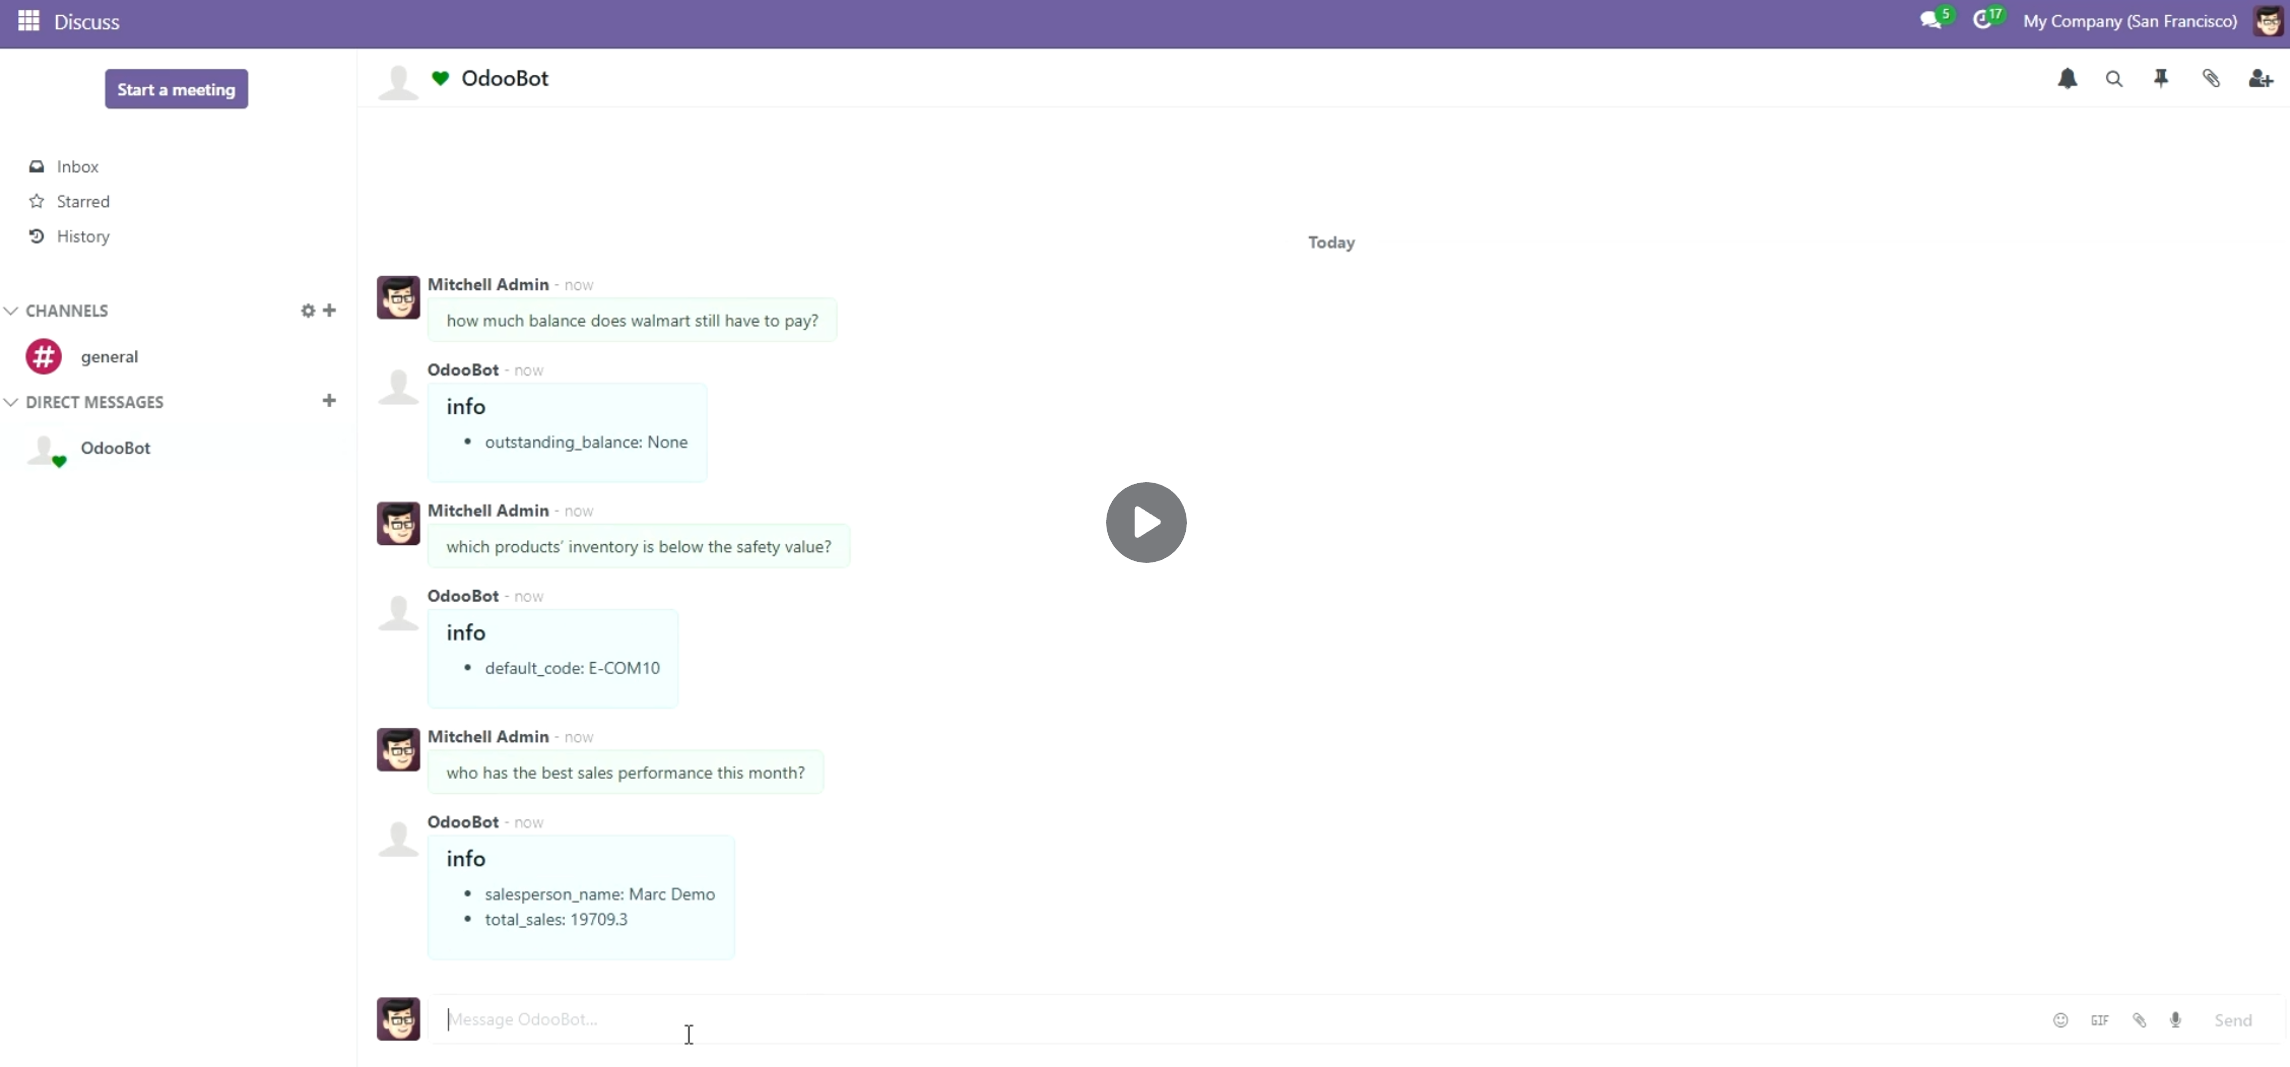 Discuss
5
17
My Company (San Francisco)
Start a meeting
OdooBot
Inbox
Starred
History
CHANNELS
general
DIRECT MESSAGES
OdooBot
Today
Mitchell Admin - now
how much balance does walmart still have to pay?
OdooBot - now
info
• outstanding_balance: None
Mitchell Admin - now
which products' inventory is below the safety value?
OdooBot - now
info
• default_code: E-COM10
Mitchell Admin - now
who has the best sales performance this month?
OdooBot - now
info
• salesperson_name: Marc Demo
• total_sales: 19709.3
Message OdooBot...
GIF
Send